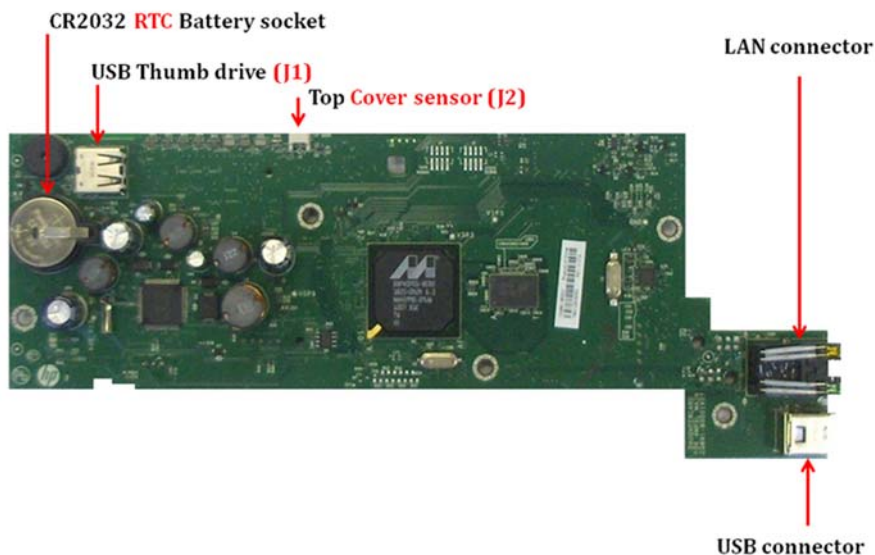 CR2032 RTC Battery socket
LAN connector
USB Thumb drive (J1)
Top Cover sensor (J2)
USB connector